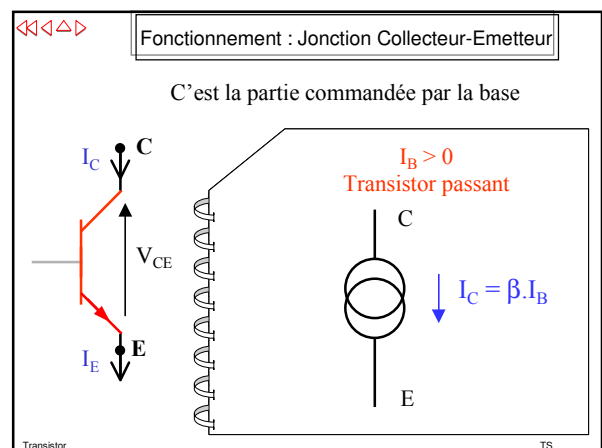 Fonctionnement : Jonction Collecteur-Emetteur
C’est la partie commandée par la base
I_C C
V_CE
I_E E
I_B > 0
Transistor passant
C
I_C = β.I_B
E
Transistor TS